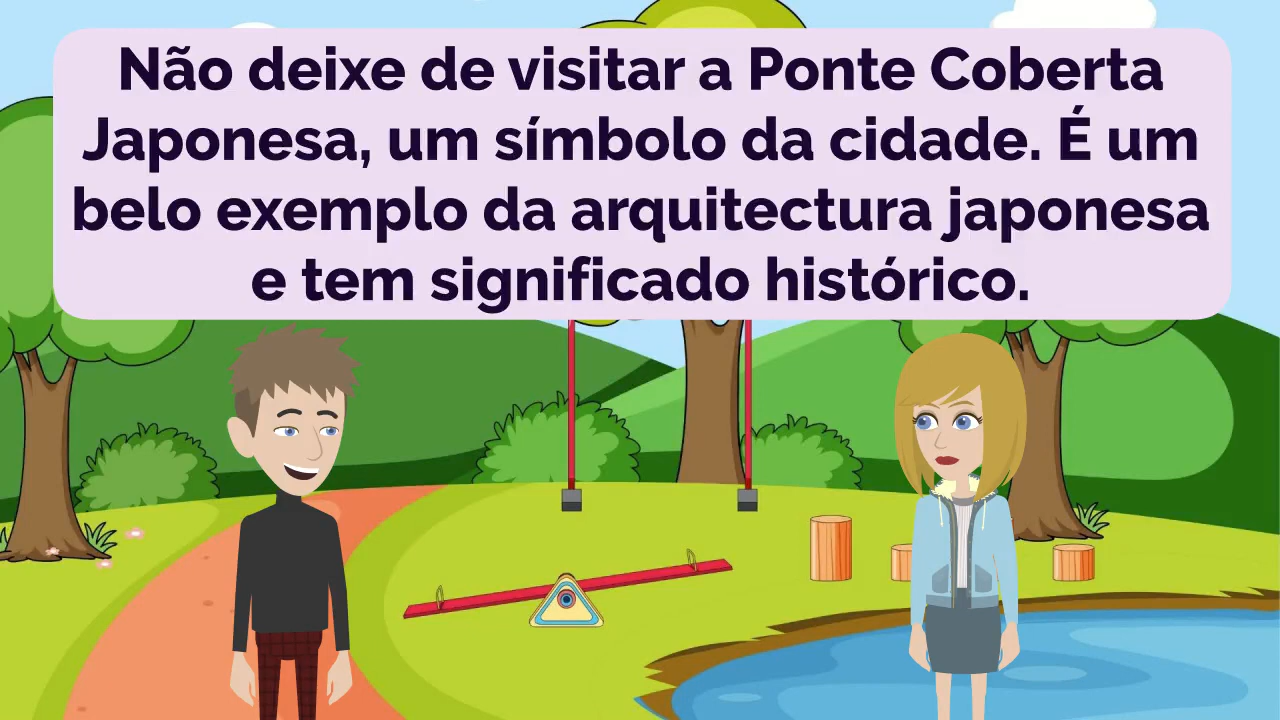 Não deixe de visitar a Ponte Coberta
Japonesa, um símbolo da cidade. É um
belo exemplo da arquitectura japonesa
e tem significado histórico.